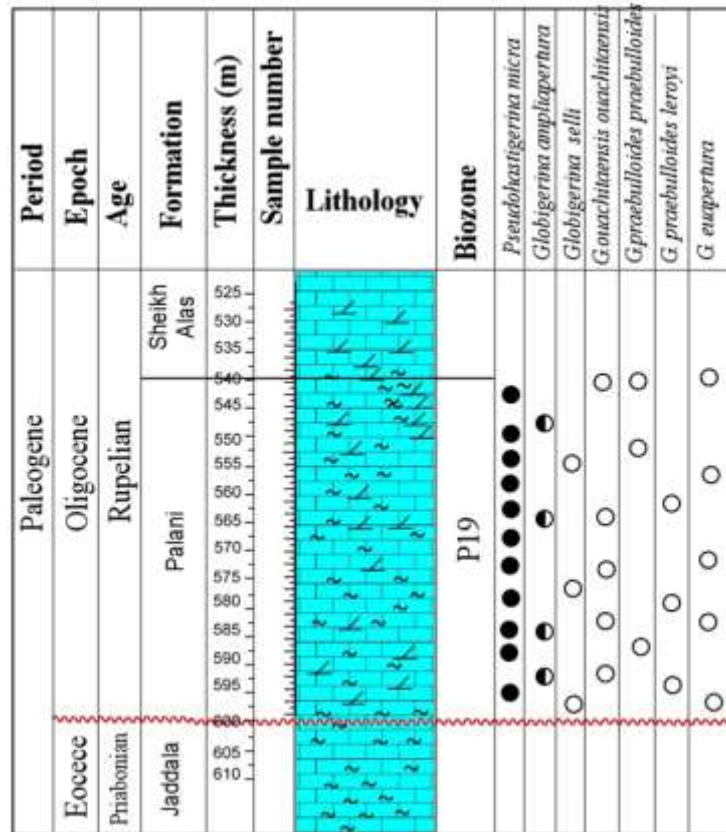 Period
Epoch
Age
Formation
Thickness (m)
Sample number
Lithology
Biozone
Pseudohastigerina micra
Globigerina ampliapertura
Globigerina selli
G.ouachitaensis ouachitaensis
G.praebulloides praebulloides
G. praebulloides leroyi
G. euapertura
Paleogene
Oligocene
Rupelian
Sheikh
Alas
Palani
525
530
535
540
545
550
555
560
565
570
575
580
585
590
595
600
605
610
P19
Eocece
Priabonian
Jaddala